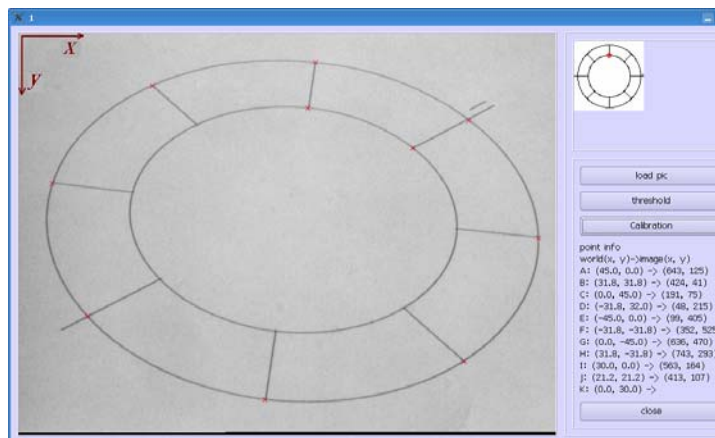 1
X
y
load pic
threshold
Calibration
point info
world(x, y)->image(x, y)
A: (45.0, 0.0) -> (643, 125)
B: (31.8, 31.8) -> (424, 41)
C: (0.0, 45.0) -> (191, 75)
D: (-31.8, 32.0) -> (48, 215)
E: (-45.0, 0.0) -> (99, 405)
F: (-31.8, -31.8) -> (352, 525
G: (0.0, -45.0) -> (636, 470)
H: (31.8, -31.8) -> (743, 293)
I: (30.0, 0.0) -> (563, 164)
J: (21.2, 21.2) -> (413, 107)
K: (0.0, 30.0) ->
close